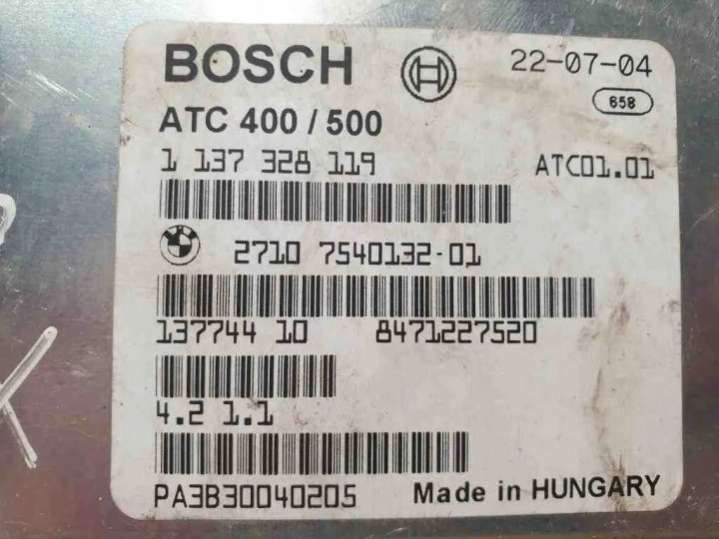 BOSCH 22-07-04
658
ATC 400 / 500
1 137 328 119 ATC01.01
2710 7540132-01
137744 10 8471227520
4.2 1.1
PA3B30040205 Made in HUNGARY